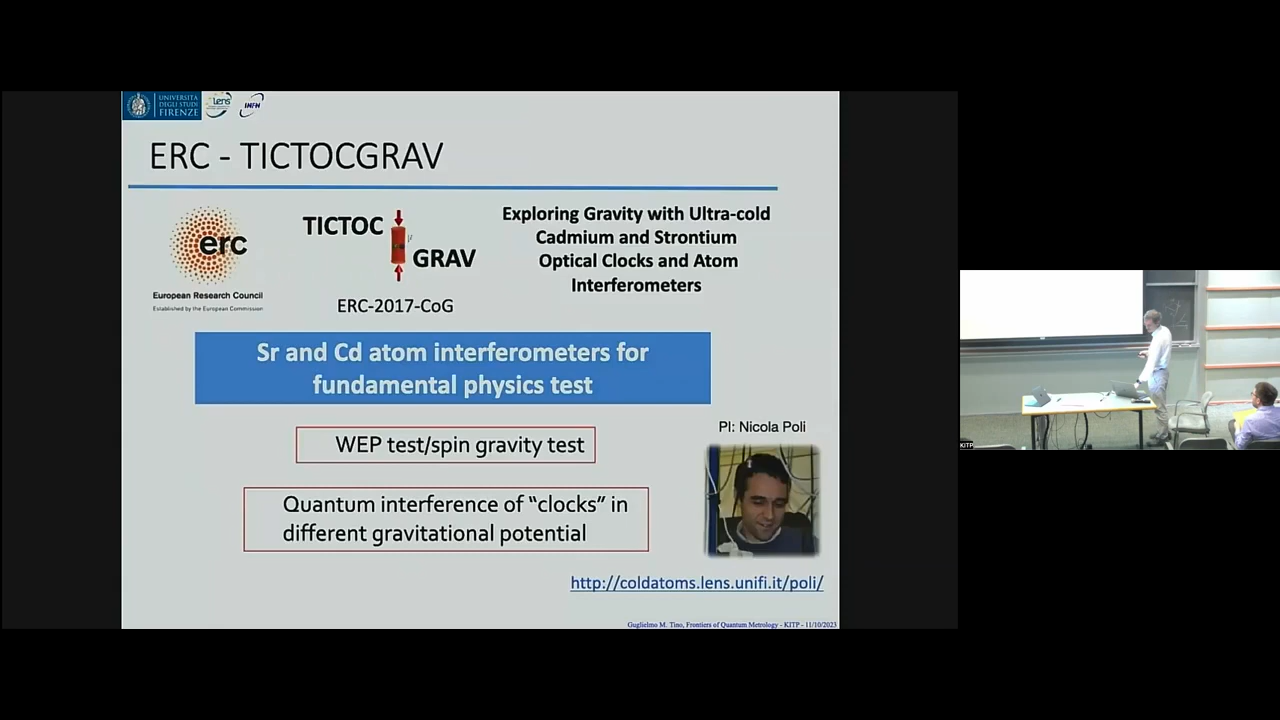 UNIVERSITÀ
DEGLI STUDI
FIRENZE
Lens
INFN
ERC - TICTOCGRAV
erc
European Research Council
Established by the European Commission
TICTOC
GRAV
ERC-2017-CoG
Exploring Gravity with Ultra-cold
Cadmium and Strontium
Optical Clocks and Atom
Interferometers
Sr and Cd atom interferometers for
fundamental physics test
WEP test/spin gravity test
Quantum interference of “clocks” in
different gravitational potential
PI: Nicola Poli
http://coldatoms.lens.unifi.it/poli/
Guglielmo M. Tino, Frontiers of Quantum Metrology - KITP - 11/10/2023
KITP